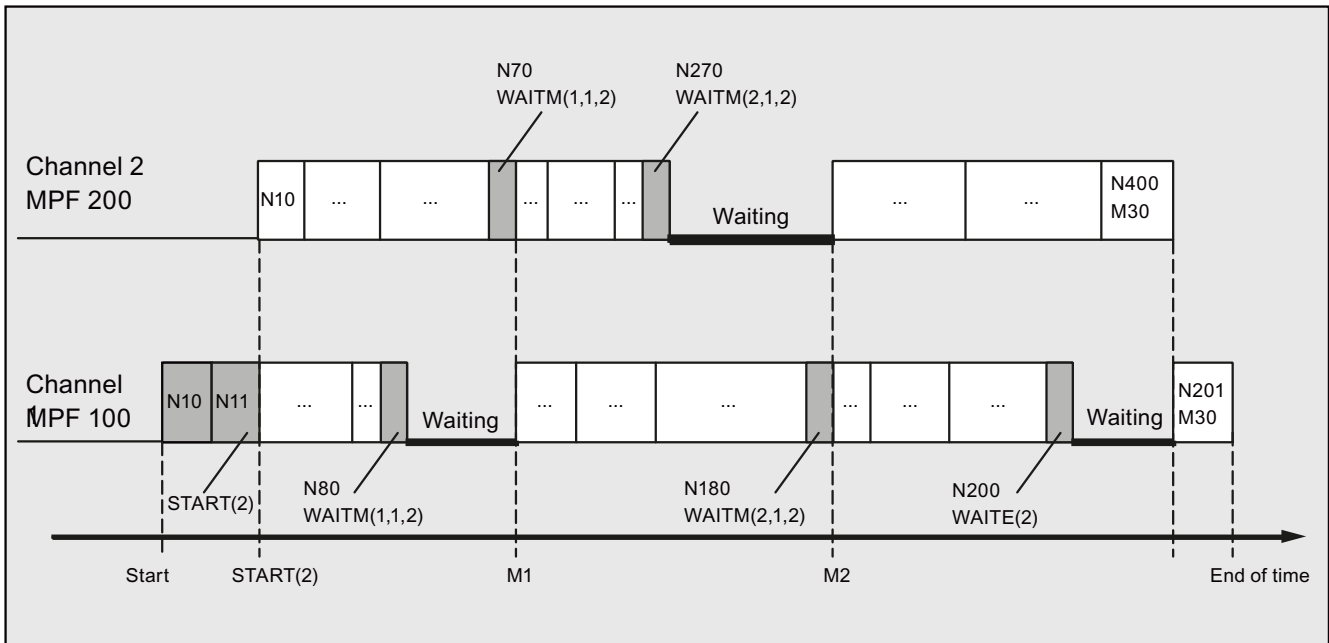 N70
WAITM(1,1,2)
N270
WAITM(2,1,2)
Channel 2
MPF 200
N10
...
...
...
...
...
Waiting
...
...
N400
M30
Channel
1
MPF 100
N10
N11
...
...
Waiting
...
...
...
...
...
...
Waiting
N201
M30
START(2)
N80
WAITM(1,1,2)
N180
WAITM(2,1,2)
N200
WAITE(2)
Start
START(2)
M1
M2
End of time